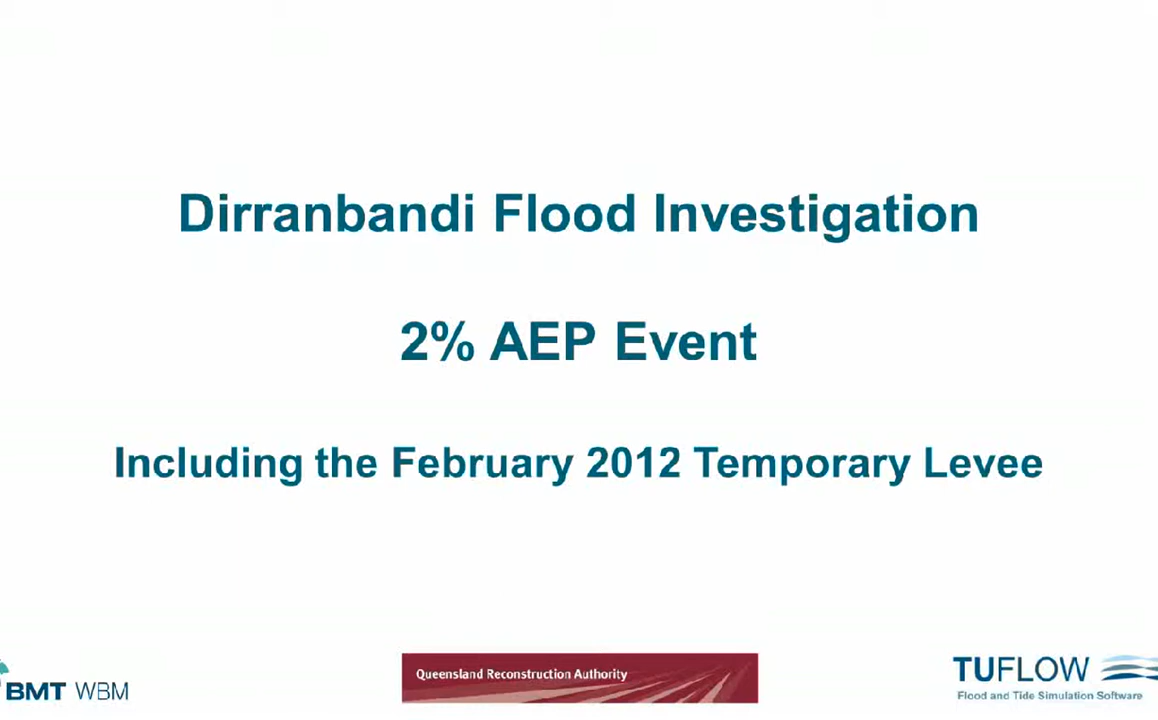 Dirranbandi Flood Investigation
2% AEP Event
Including the February 2012 Temporary Levee
BMT WBM
Queensland Reconstruction Authority
TUFLOW
Flood and Tide Simulation Software